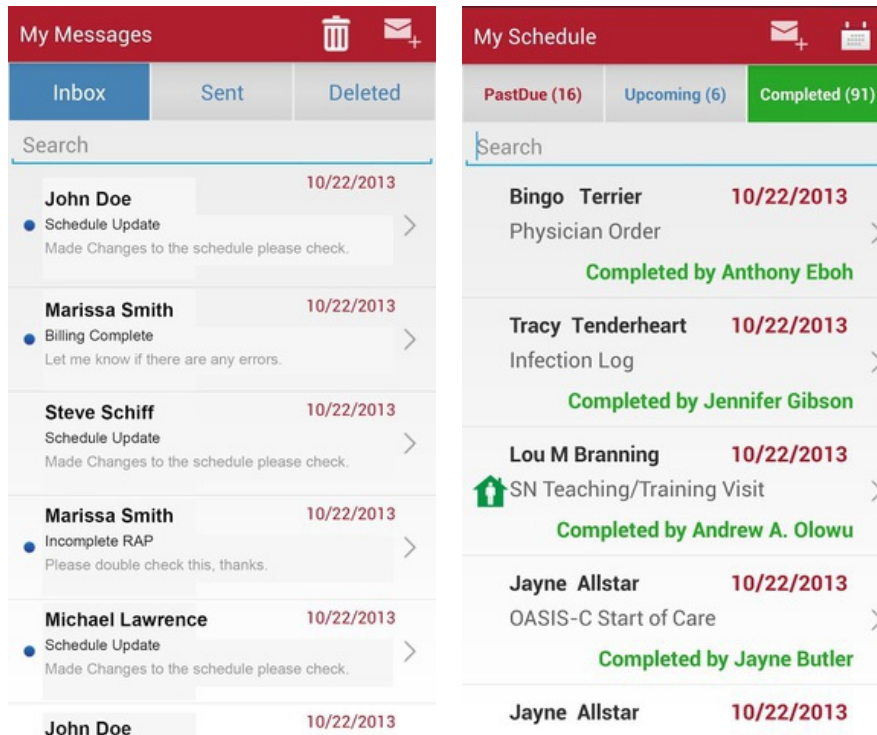 My Messages
Inbox Sent Deleted
Search
John Doe 10/22/2013
Schedule Update
Made Changes to the schedule please check.
Marissa Smith 10/22/2013
Billing Complete
Let me know if there are any errors.
Steve Schiff 10/22/2013
Schedule Update
Made Changes to the schedule please check.
Marissa Smith 10/22/2013
Incomplete RAP
Please double check this, thanks.
Michael Lawrence 10/22/2013
Schedule Update
Made Changes to the schedule please check.
John Doe 10/22/2013
My Schedule
PastDue (16) Upcoming (6) Completed (91)
Search
Bingo Terrier 10/22/2013
Physician Order
Completed by Anthony Eboh
Tracy Tenderheart 10/22/2013
Infection Log
Completed by Jennifer Gibson
Lou M Branning 10/22/2013
SN Teaching/Training Visit
Completed by Andrew A. Olowu
Jayne Allstar 10/22/2013
OASIS-C Start of Care
Completed by Jayne Butler
Jayne Allstar 10/22/2013